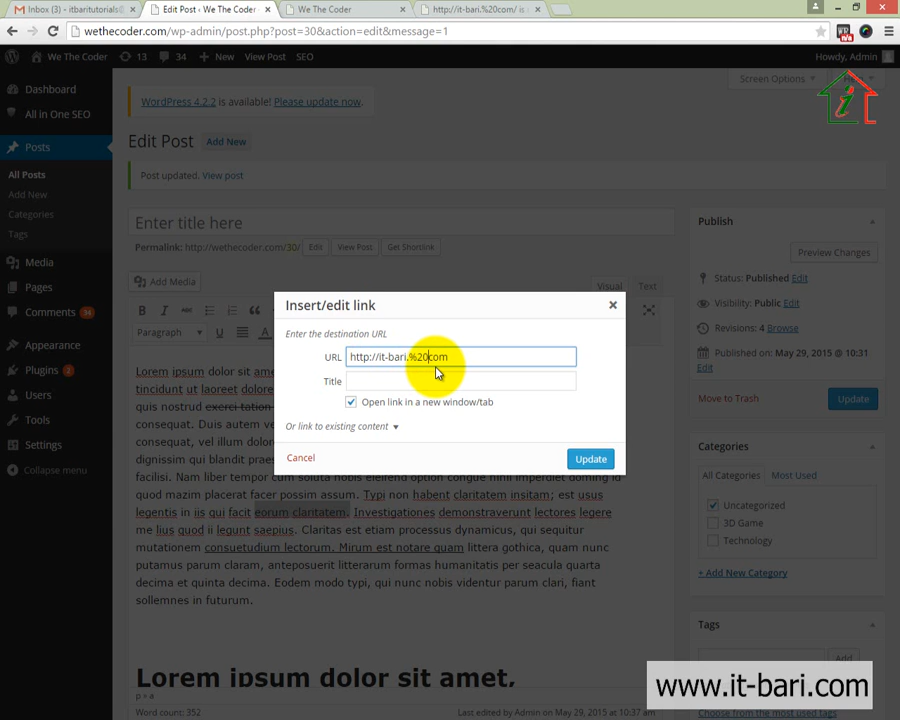 Inbox (3) - itbaritutorials@
Edit Post ‹ We The Coder
We The Coder
http://it-bari.%20com/ is
wethecoder.com/wp-admin/post.php?post=30&action=edit&message=1
We The Coder
13
34
New
View Post
SEO
Howdy, Admin
Dashboard
All in One SEO
Posts
All Posts
Add New
Categories
Tags
Media
Pages
Comments
Appearance
Plugins 2
Users
Tools
Settings
Collapse menu
Screen Options
WordPress 4.2.2 is available! Please update now.
Edit Post Add New
Post updated. View post
Enter title here
Permalink: http://wethecoder.com/30/ Edit View Post Get Shortlink
Add Media
Visual Text
B I ABC
Paragraph U A
Insert/edit link
Enter the destination URL
URL http://it-bari.%20com
Title
Open link in a new window/tab
Or link to existing content
Cancel Update
Lorem ipsum dolor sit
tincidunt ut laoreet dolore
quis nostrud exerci tation
consequat. Duis autem
consequat, vel illum
dignissim qui blandit
facilisi. Nam liber tempor cum soluta nobis eleifend option congue nihil imperdiet doming id
quod mazim placerat facer possim assum. Typi non habent claritatem insitam; est usus
legentis in iis qui facit eorum claritatem. Investigationes demonstraverunt lectores legere
me lius quod ii legunt saepius. Claritas est etiam processus dynamicus, qui sequitur
mutationem consuetudium lectorum. Mirum est notare quam littera gothica, quam nunc
putamus parum claram, anteposuerit litterarum formas humanitatis per seacula quarta
decima et quinta decima. Eodem modo typi, qui nunc nobis videntur parum clari, fiant
sollemnes in futurum.
Lorem ipsum dolor sit amet,
p » a
Word count: 352
Last edited by Admin on May 29, 2015 at 10:37 am
Publish
Preview Changes
Status: Published Edit
Visibility: Public Edit
Revisions: 4 Browse
Published on: May 29, 2015 @ 10:31
Edit
Move to Trash Update
Categories
All Categories Most Used
Uncategorized
3D Game
Technology
+ Add New Category
Tags
Add
Choose from the most used tags
www.it-bari.com